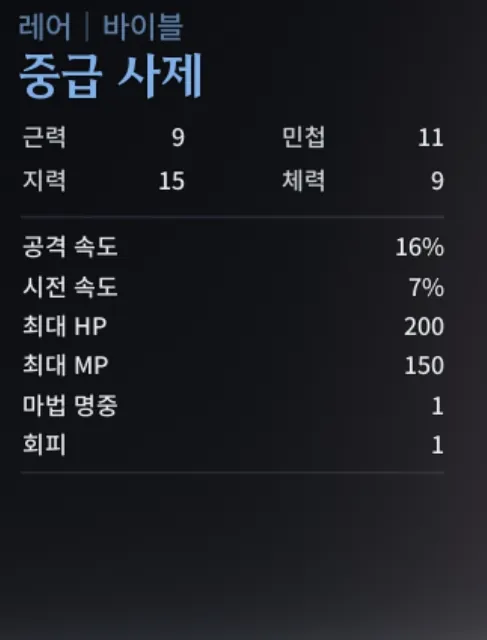 레어 | 바이블
중급 사제
근력 9 민첩 11
지력 15 체력 9
공격 속도 16%
시전 속도 7%
최대 HP 200
최대 MP 150
마법 명중 1
회피 1